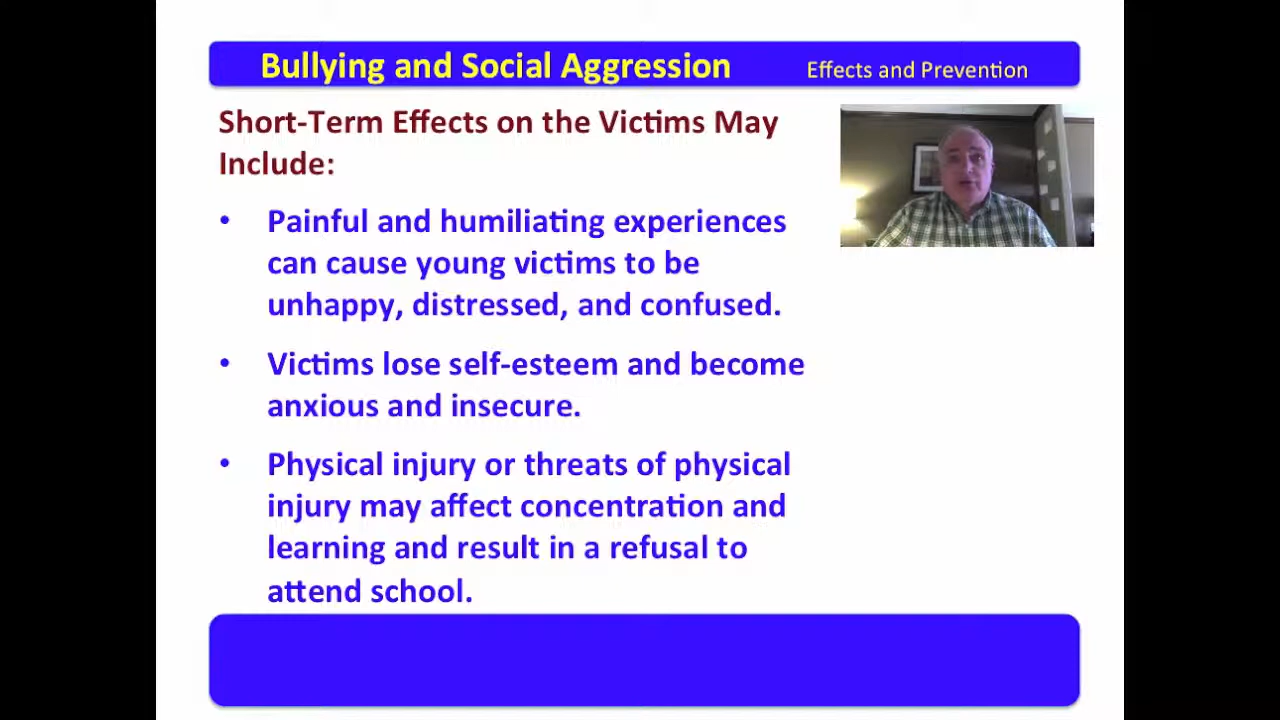 Bullying and Social Aggression Effects and Prevention
Short-Term Effects on the Victims May
Include:
• Painful and humiliating experiences
can cause young victims to be
unhappy, distressed, and confused.
• Victims lose self-esteem and become
anxious and insecure.
• Physical injury or threats of physical
injury may affect concentration and
learning and result in a refusal to
attend school.